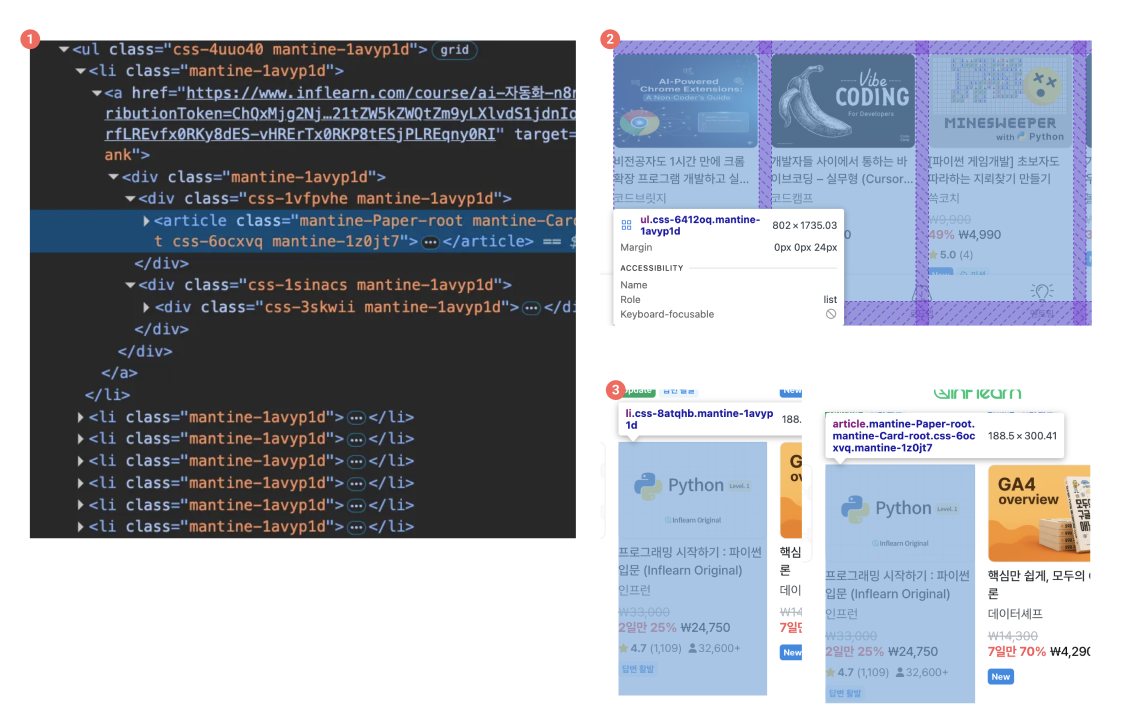 1
<ul class="css-4uuo40 mantine-1avyp1d"> grid
<li class="mantine-1avyp1d">
<a href="https://www.inflearn.com/course/ai-자동화-n8n
ributionToken=ChQxMjg2Nj…21tZW5kZWQtZm9yLXlvdS1jdnIo
rfLREvfx0RKy8dES-vHRErTx0RKP8tESjPLREqny0RI" target=
ank">
<div class="mantine-1avyp1d">
<div class="css-1vfpvhe mantine-1avyp1d">
<article class="mantine-Paper-root mantine-Car
t css-6ocxvq mantine-1z0jt7">…</article> == $
</div>
<div class="css-1sinacs mantine-1avyp1d">
<div class="css-3skwii mantine-1avyp1d">…</di
</div>
</div>
</a>
</li>
<li class="mantine-1avyp1d">…</li>
<li class="mantine-1avyp1d">…</li>
<li class="mantine-1avyp1d">…</li>
<li class="mantine-1avyp1d">…</li>
<li class="mantine-1avyp1d">…</li>
<li class="mantine-1avyp1d">…</li>
2
AI-Powered
Chrome Extensions:
A Non-Coder's Guide
Vibe
CODING
For Developers
MINESWEEPER
with Python
비전공자도 1시간 만에 크롬
확장 프로그램 개발하고 실...
코드브릿지
개발자들 사이에서 통하는 바
이브코딩 – 실무형 (Cursor...
코드캠프
[파이썬 게임개발] 초보자도
따라하는 지뢰찾기 만들기
쏙코치
₩9,900
49% ₩4,990
5.0 (4)
ul.css-6412oq.mantine-
1avyp1d
802 × 1735.03
Margin 0px 0px 24px
ACCESSIBILITY
Name
Role list
Keyboard-focusable
3
Update 답변 활발 New
li.css-8atqhb.mantine-1avyp
1d
188.
Python Level. 1
Inflearn Original
프로그래밍 시작하기 : 파이썬
입문 (Inflearn Original)
인프런
₩33,000
2일만 25% ₩24,750
4.7 (1,109) 32,600+
답변 활발
핵심
론
데이
₩14
7일만
New
inflearn
article.mantine-Paper-root.
mantine-Card-root.css-6oc
xvq.mantine-1z0jt7
188.5 × 300.41
Python Level. 1
Inflearn Original
프로그래밍 시작하기 : 파이썬
입문 (Inflearn Original)
인프런
₩33,000
2일만 25% ₩24,750
4.7 (1,109) 32,600+
답변 활발
GA4
overview
핵심만 쉽게, 모두의
론
데이터셰프
₩14,300
7일만 70% ₩4,290
New